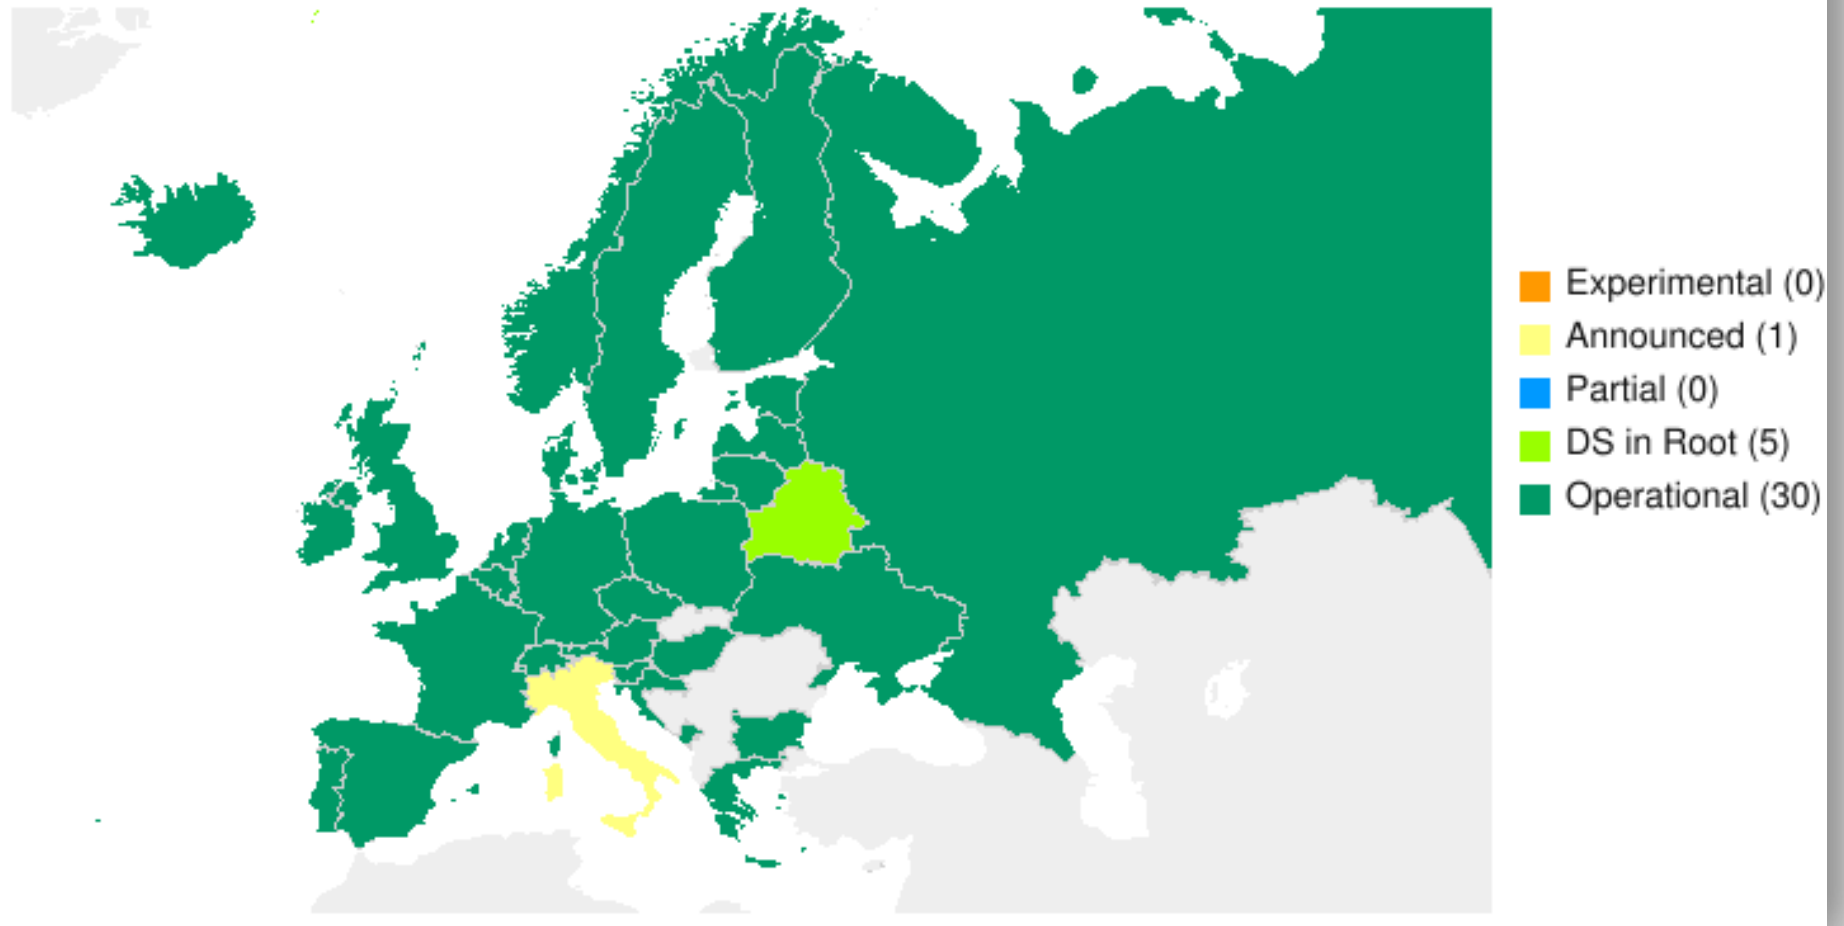 Experimental (0)
Announced (1)
Partial (0)
DS in Root (5)
Operational (30)